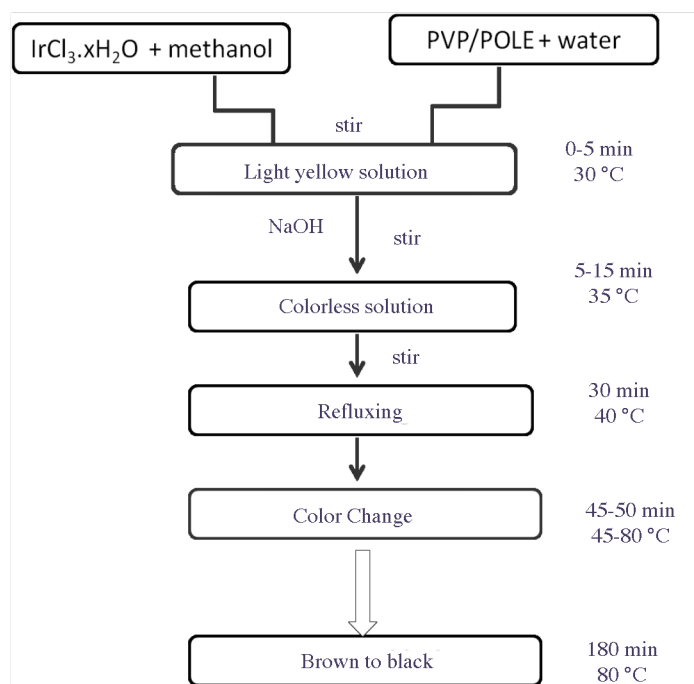 IrCl₃.xH₂O + methanol
PVP/POLE + water
stir
Light yellow solution
0-5 min
30 °C
NaOH
stir
Colorless solution
5-15 min
35 °C
stir
Refluxing
30 min
40 °C
Color Change
45-50 min
45-80 °C
Brown to black
180 min
80 °C